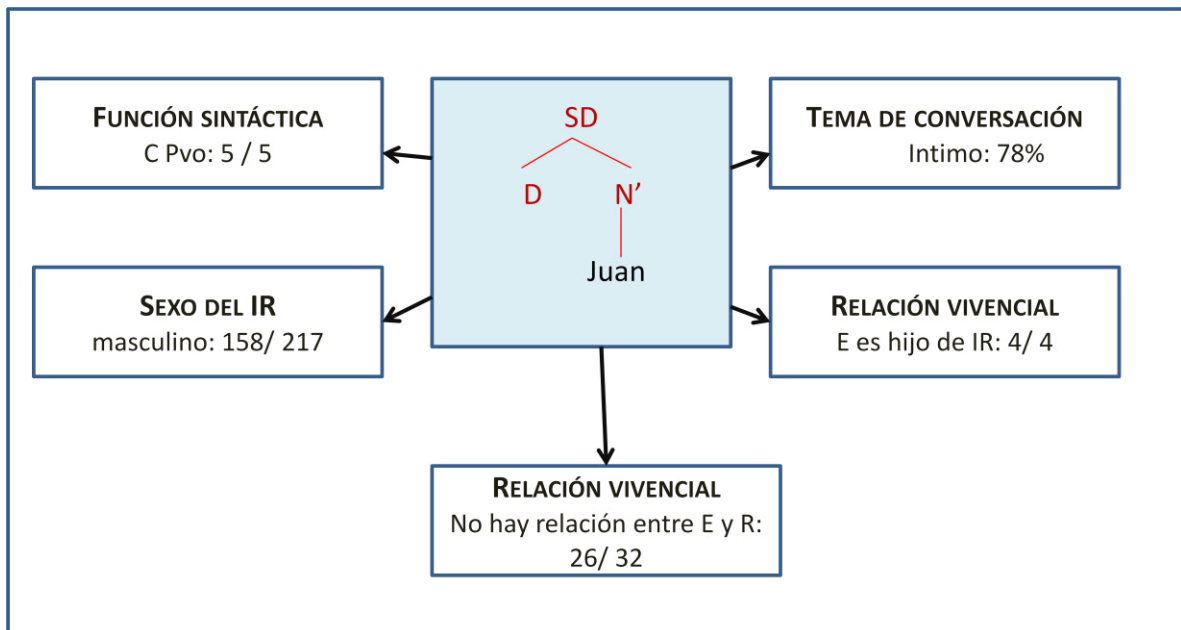 FUNCIÓN SINTÁCTICA
C Pvo: 5 / 5
SEXO DEL IR
masculino: 158/ 217
SD
D N’
Juan
TEMA DE CONVERSACIÓN
Intimo: 78%
RELACIÓN VIVENCIAL
E es hijo de IR: 4/ 4
RELACIÓN VIVENCIAL
No hay relación entre E y R:
26/ 32